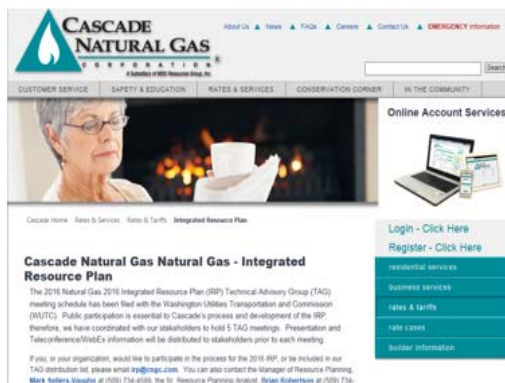 CASCADE
NATURAL GAS
CORPORATION
A Subsidiary of MDU Resources Group, Inc.
About Us ▲ News ▲ FAQs ▲ Careers ▲ Contact Us ▲ EMERGENCY Information
Search
CUSTOMER SERVICE
SAFETY & EDUCATION
RATES & SERVICES
CONSERVATION CORNER
IN THE COMMUNITY
Online Account Services
Cascade Home Rates & Services Rates & Tariffs Integrated Resource Plan
Login - Click Here
Register - Click Here
residential services
business services
rates & tariffs
rate cases
builder information
Cascade Natural Gas Natural Gas - Integrated
Resource Plan
The 2016 Natural Gas 2016 Integrated Resource Plan (IRP) Technical Advisory Group (TAG)
meeting schedule has been filed with the Washington Utilities Transportation and Commission
(WUTC). Public participation is essential to Cascade's process and development of the IRP,
therefore, we have coordinated with our stakeholders to hold 5 TAG meetings. Presentation and
Teleconference/WebEx information will be distributed to stakeholders prior to each meeting.
If you, or your organization, would like to participate in the process for the 2016 IRP, or be included in our
TAG distribution list, please email irp@cngc.com. You can also contact the Manager of Resource Planning,
Mark Sellers-Vaughn at (509) 734-4589, the Sr. Resource Planning Analyst, Brian Robertson at (509) 734-